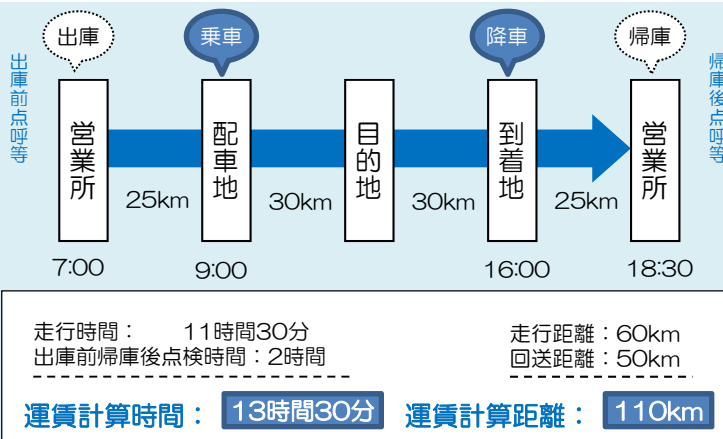 出庫
乗車
降車
帰庫
出庫前点呼等
営業所
配車地
目的地
到着地
営業所
帰庫後点呼等
25km
30km
30km
25km
7:00
9:00
16:00
18:30
走行時間： 11時間30分
出庫前帰庫後点検時間：2時間
走行距離：60km
回送距離：50km
運賃計算時間： 13時間30分
運賃計算距離： 110km